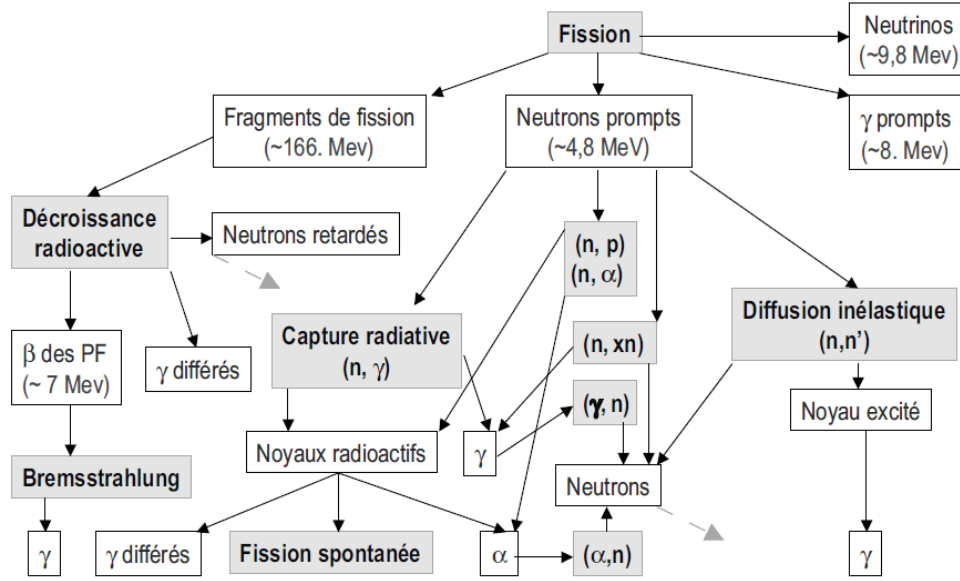 Fission
Neutrinos
(~9,8 Mev)
Fragments de fission
(~166. Mev)
Neutrons prompts
(~4,8 MeV)
γ prompts
(~8. Mev)
Décroissance
radioactive
Neutrons retardés
(n, p)
(n, α)
Diffusion inélastique
(n,n’)
Capture radiative
(n, γ)
(n, xn)
β des PF
(~ 7 Mev)
γ différés
(γ, n)
Noyau excité
Noyaux radioactifs
γ
Bremsstrahlung
Neutrons
γ
γ différés
Fission spontanée
α
(α,n)
γ